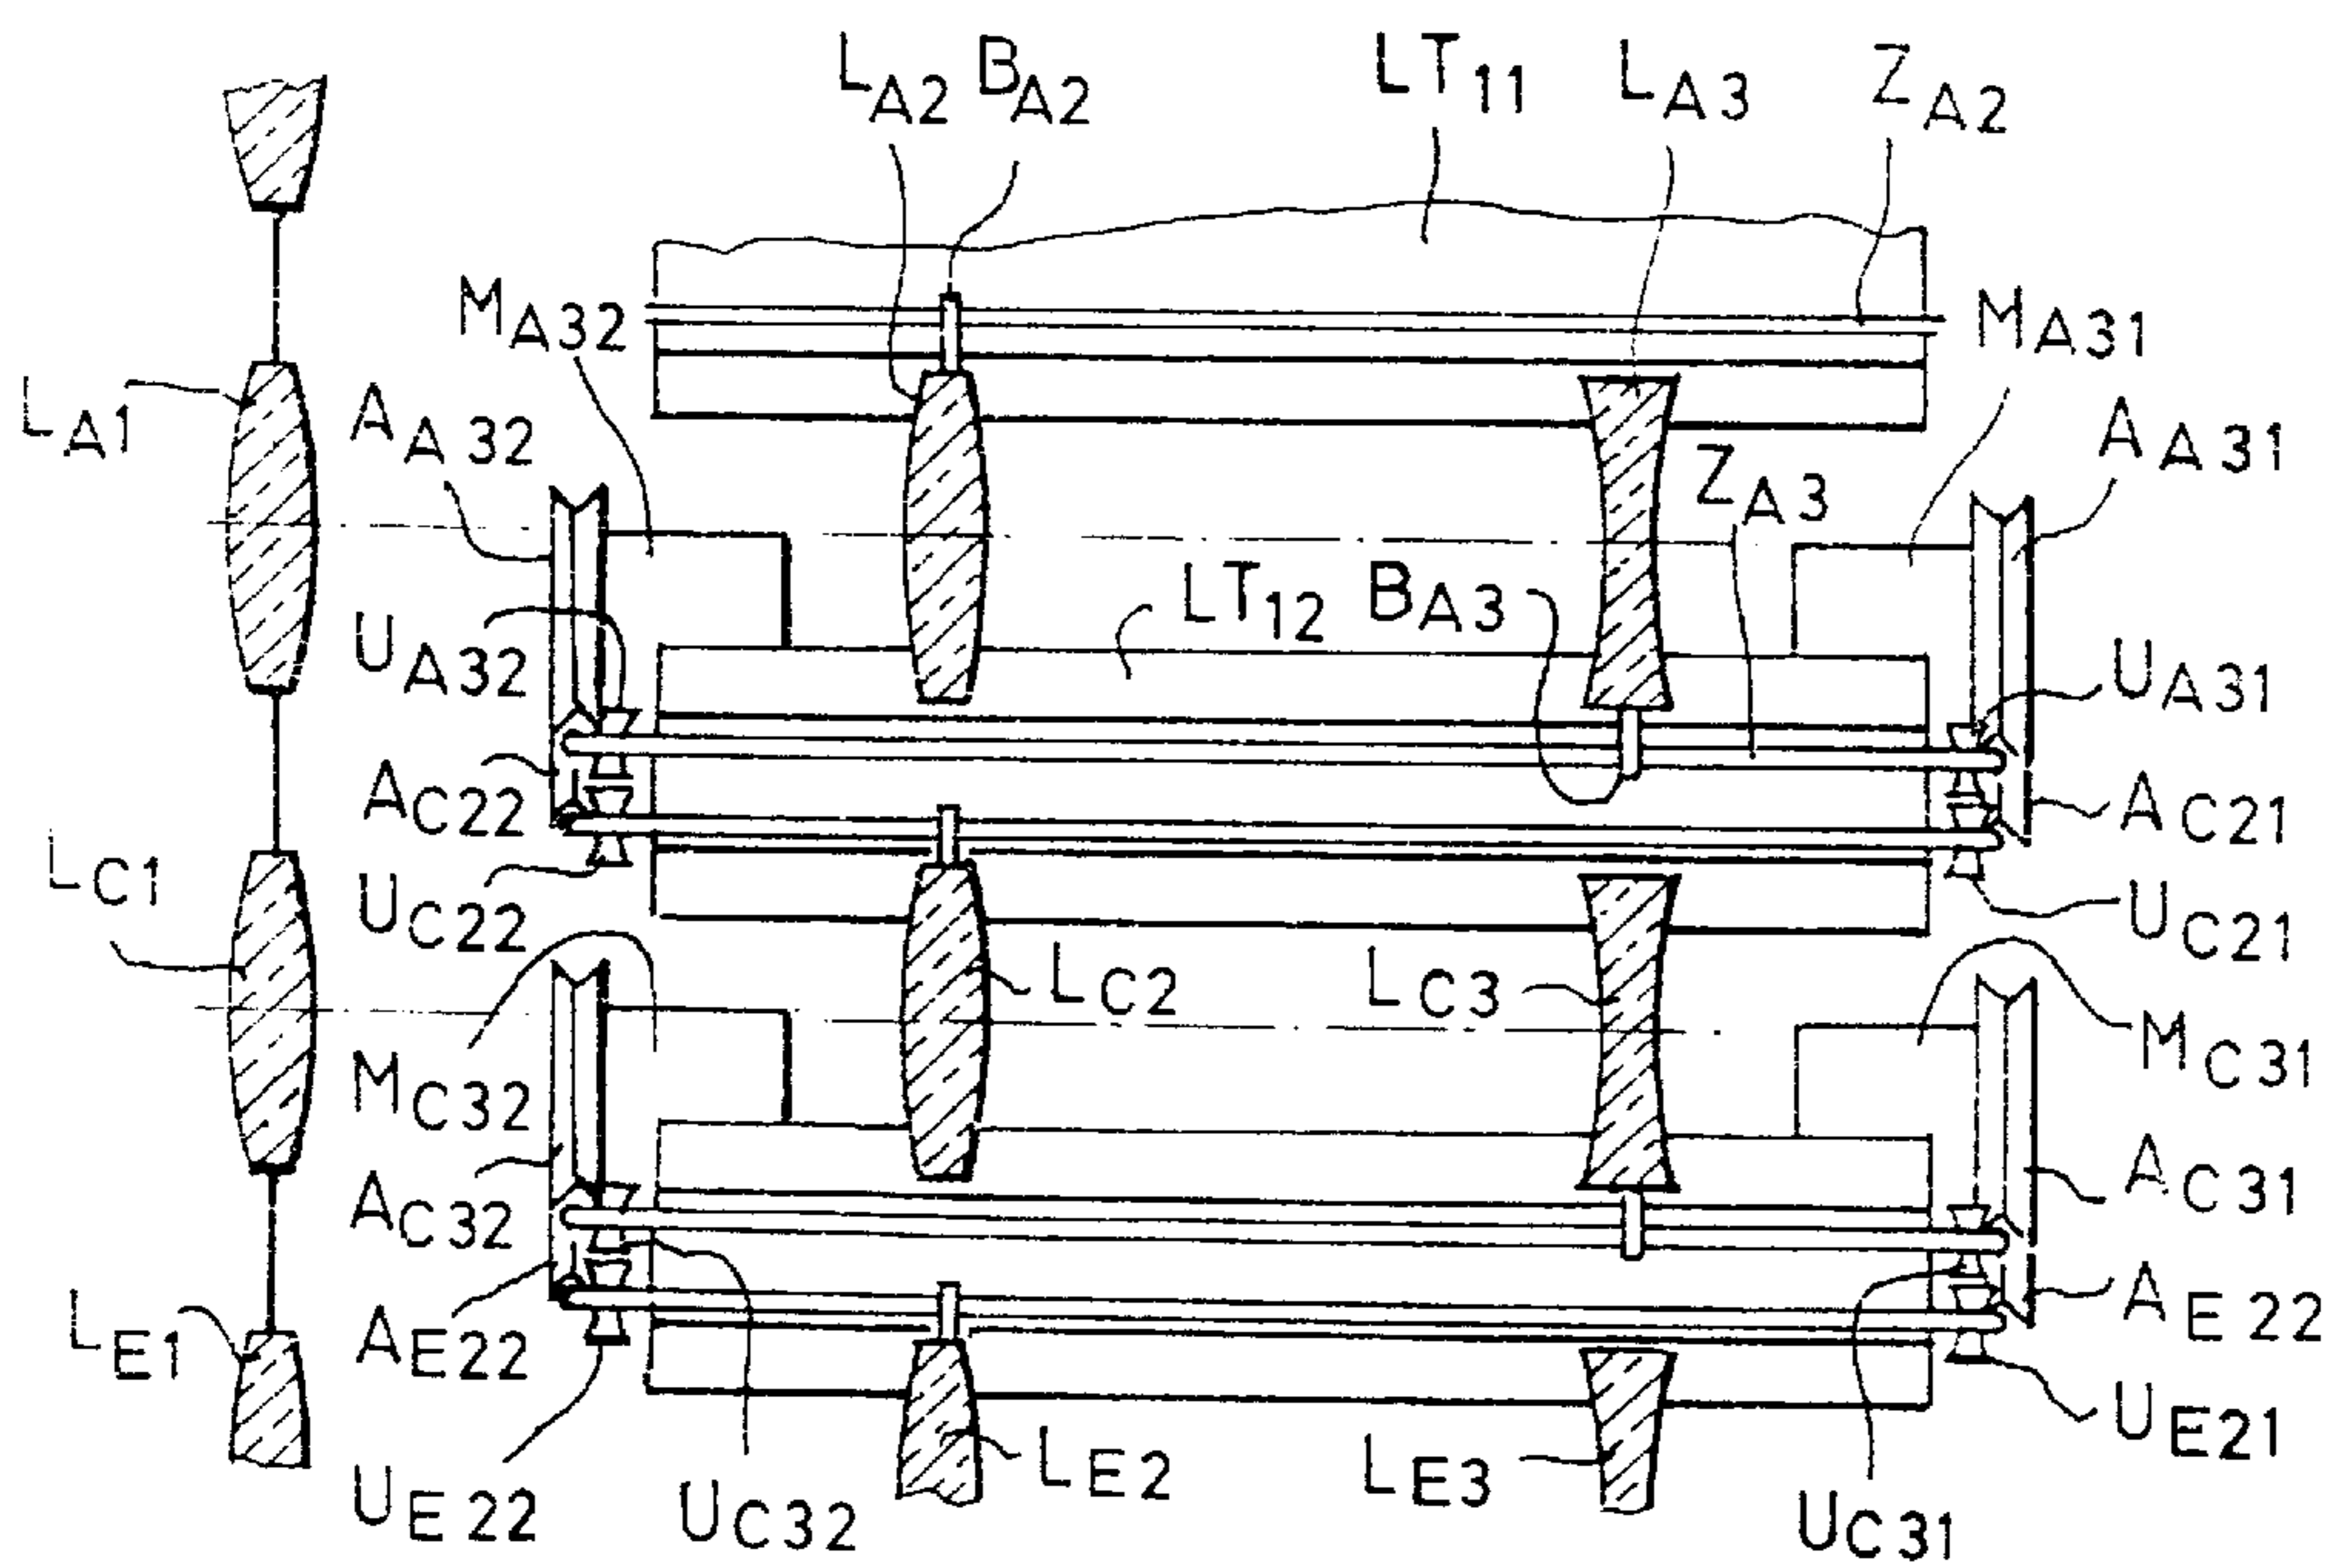 LA2 BA2 LT11 LA3 ZA2
MA32 MA31
LA1 AA32 AA31
ZA3
UA32 LT12 BA3 UA31
AC22 AC21
LC1 UC22 UC21
LC2 LC3
MC32 MC31
AC32 AC31
LE1 AE22 AE22
UE21
UE22 UC32 LE2 LE3 UC31